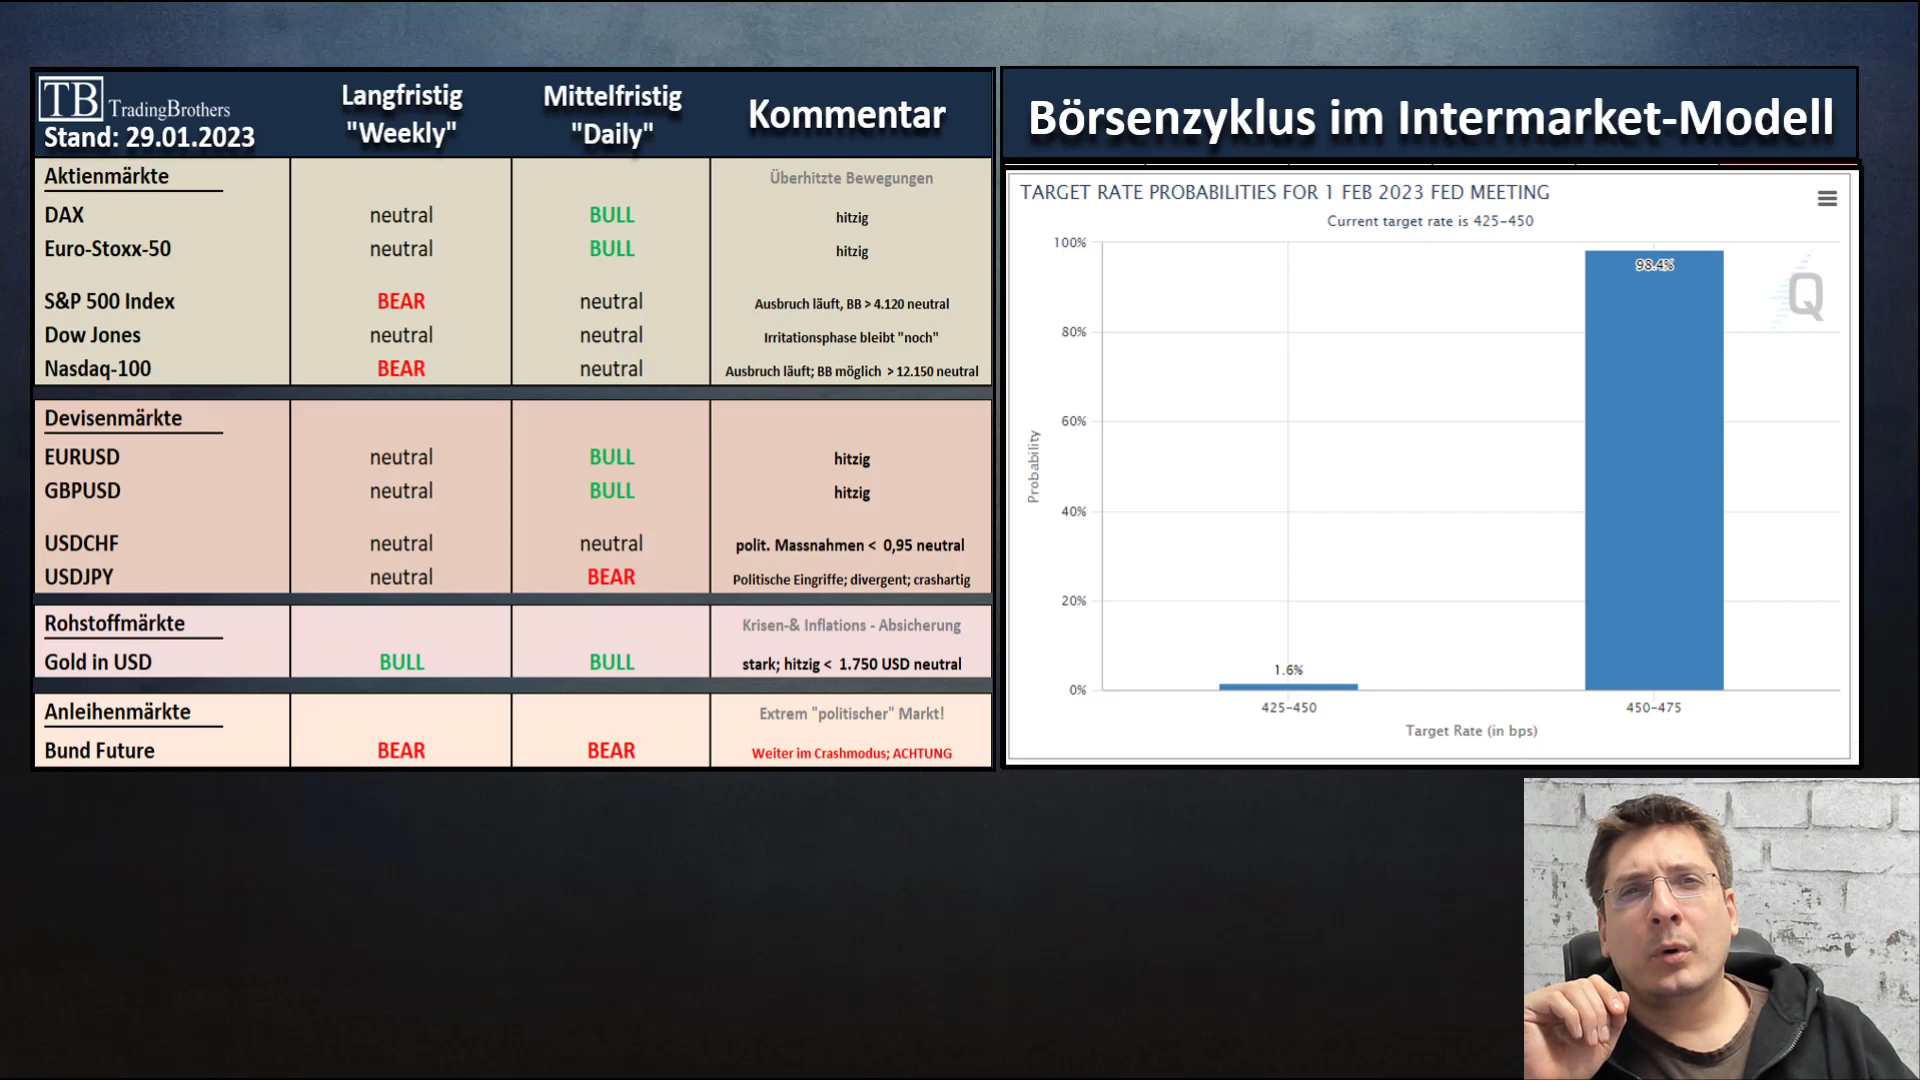 TB TradingBrothers
Stand: 29.01.2023
Langfristig
"Weekly"
Mittelfristig
"Daily"
Kommentar
Aktienmärkte Überhitzte Bewegungen
DAX neutral BULL hitzig
Euro-Stoxx-50 neutral BULL hitzig
S&P 500 Index BEAR neutral Ausbruch läuft, BB > 4.120 neutral
Dow Jones neutral neutral Irritationsphase bleibt "noch"
Nasdaq-100 BEAR neutral Ausbruch läuft; BB möglich > 12.150 neutral
Devisenmärkte
EURUSD neutral BULL hitzig
GBPUSD neutral BULL hitzig
USDCHF neutral neutral polit. Massnahmen < 0,95 neutral
USDJPY neutral BEAR Politische Eingriffe; divergent; crashartig
Rohstoffmärkte Krisen-& Inflations - Absicherung
Gold in USD BULL BULL stark; hitzig < 1.750 USD neutral
Anleihenmärkte Extrem "politischer" Markt!
Bund Future BEAR BEAR Weiter im Crashmodus; ACHTUNG
Börsenzyklus im Intermarket-Modell
TARGET RATE PROBABILITIES FOR 1 FEB 2023 FED MEETING
Current target rate is 425-450
100%
98.4%
Q
80%
60%
Probability
40%
20%
1.6%
0%
425-450 450-475
Target Rate (in bps)